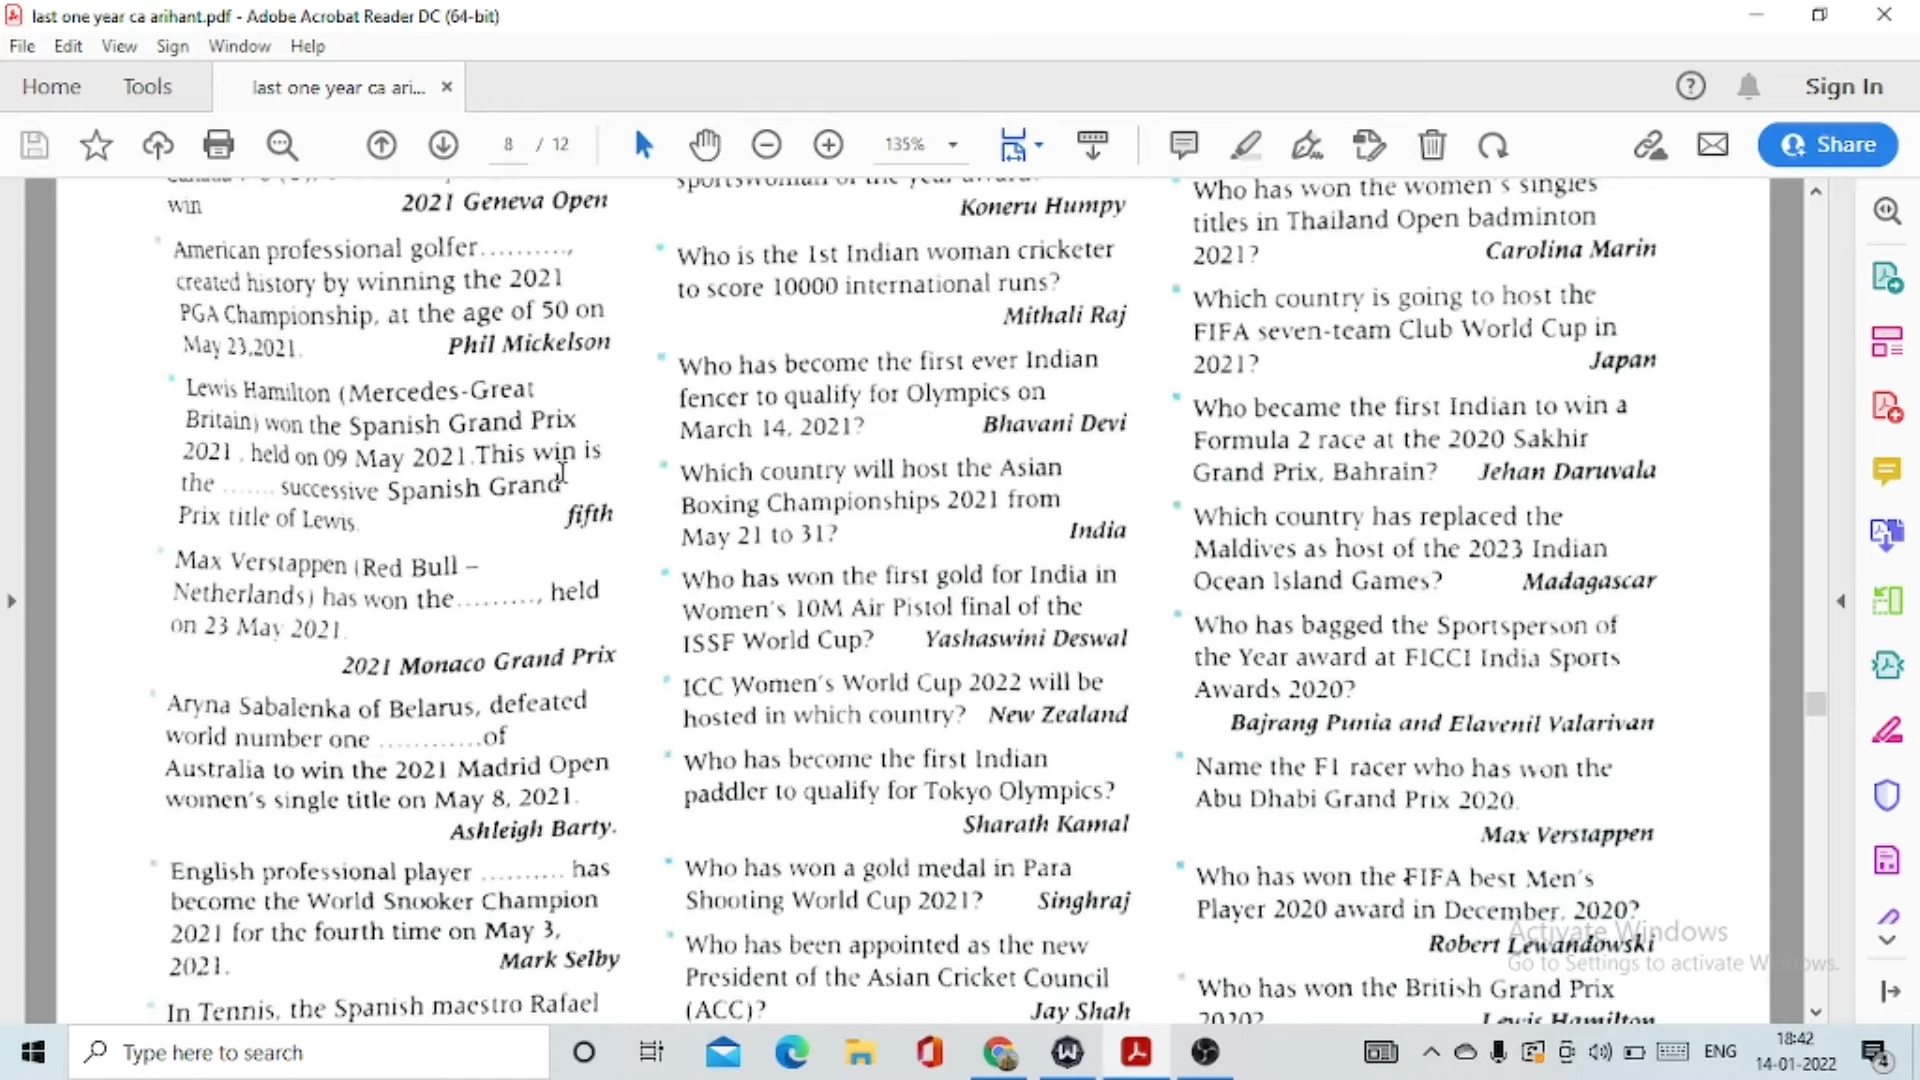 last one year ca arihant.pdf - Adobe Acrobat Reader DC (64-bit)
File Edit View Sign Window Help
Home Tools last one year ca ari... × Sign In
8 / 12 135% Share
win 2021 Geneva Open
American professional golfer..........,
created history by winning the 2021
PGA Championship, at the age of 50 on
May 23,2021. Phil Mickelson
Lewis Hamilton (Mercedes-Great
Britain) won the Spanish Grand Prix
2021 , held on 09 May 2021.This win is
the ....... successive Spanish Grand
Prix title of Lewis. fifth
Max Verstappen (Red Bull –
Netherlands) has won the.........., held
on 23 May 2021.
2021 Monaco Grand Prix
Aryna Sabalenka of Belarus, defeated
world number one .............of
Australia to win the 2021 Madrid Open
women's single title on May 8, 2021.
Ashleigh Barty.
English professional player .......... has
become the World Snooker Champion
2021 for the fourth time on May 3,
2021. Mark Selby
In Tennis, the Spanish maestro Rafael
sportswoman of the year award?
Koneru Humpy
Who is the 1st Indian woman cricketer
to score 10000 international runs?
Mithali Raj
Who has become the first ever Indian
fencer to qualify for Olympics on
March 14, 2021? Bhavani Devi
Which country will host the Asian
Boxing Championships 2021 from
May 21 to 31? India
Who has won the first gold for India in
Women's 10M Air Pistol final of the
ISSF World Cup? Yashaswini Deswal
ICC Women's World Cup 2022 will be
hosted in which country? New Zealand
Who has become the first Indian
paddler to qualify for Tokyo Olympics?
Sharath Kamal
Who has won a gold medal in Para
Shooting World Cup 2021? Singhraj
Who has been appointed as the new
President of the Asian Cricket Council
(ACC)? Jay Shah
Who has won the women's singles
titles in Thailand Open badminton
2021? Carolina Marin
Which country is going to host the
FIFA seven-team Club World Cup in
2021? Japan
Who became the first Indian to win a
Formula 2 race at the 2020 Sakhir
Grand Prix, Bahrain? Jehan Daruvala
Which country has replaced the
Maldives as host of the 2023 Indian
Ocean Island Games? Madagascar
Who has bagged the Sportsperson of
the Year award at FICCI India Sports
Awards 2020?
Bajrang Punia and Elavenil Valarivan
Name the F1 racer who has won the
Abu Dhabi Grand Prix 2020.
Max Verstappen
Who has won the FIFA best Men's
Player 2020 award in December, 2020?
Robert Lewandowski
Who has won the British Grand Prix
2020? Lewis Hamilton
Activate Windows
Go to Settings to activate Windows.
Type here to search
ENG
18:42
14-01-2022
4